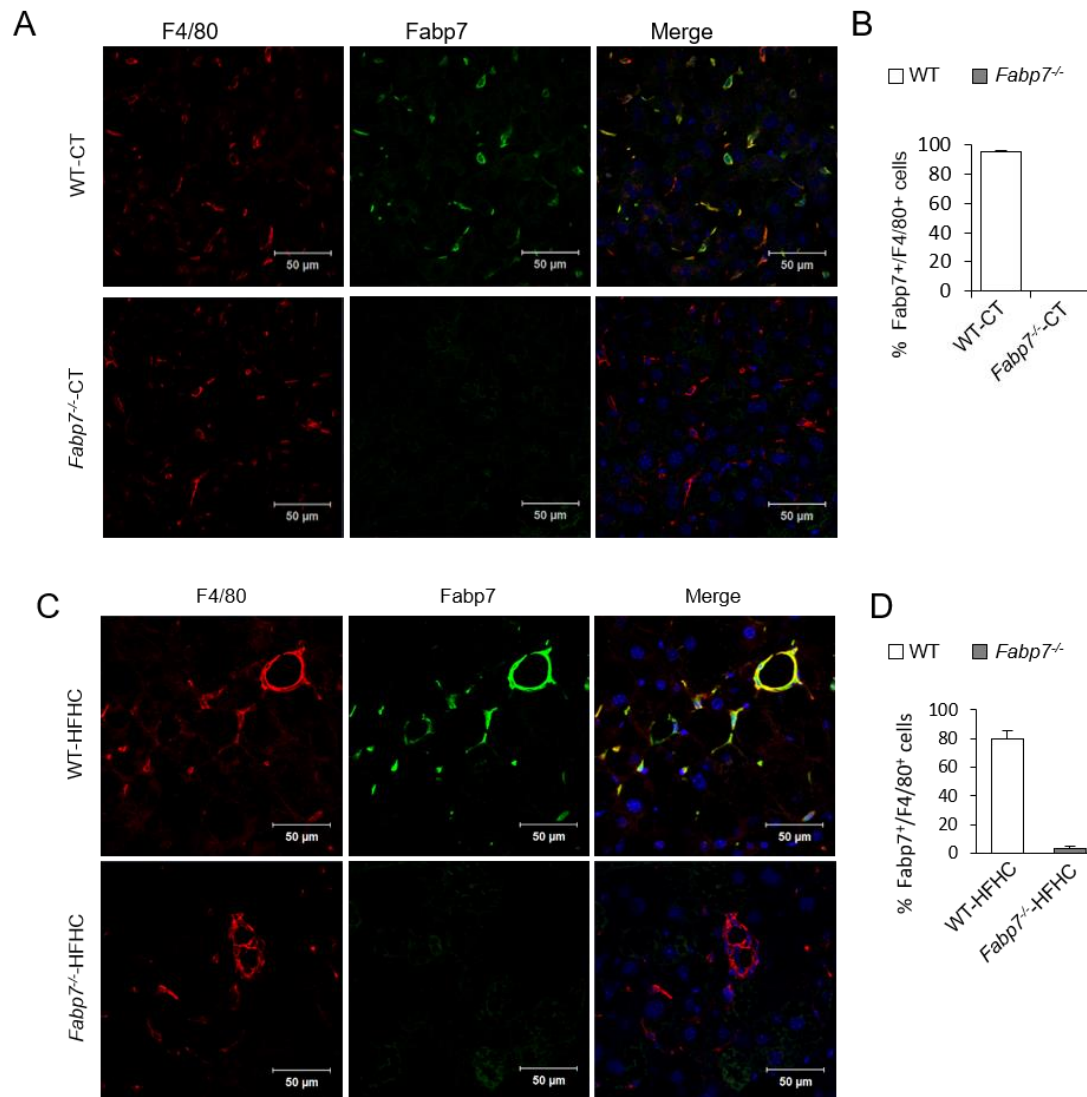 A
F4/80 Fabp7 Merge
WT-CT
50 µm 50 µm 50 µm
Fabp7-/--CT
50 µm 50 µm 50 µm
B
WT Fabp7-/-
% Fabp7+/F4/80+ cells
100
80
60
40
20
0
WT-CT Fabp7-/--CT
C
F4/80 Fabp7 Merge
WT-HFHC
50 µm 50 µm 50 µm
Fabp7-/--HFHC
50 µm 50 µm 50 µm
D
WT Fabp7-/-
% Fabp7+/F4/80+ cells
100
80
60
40
20
0
WT-HFHC Fabp7-/--HFHC